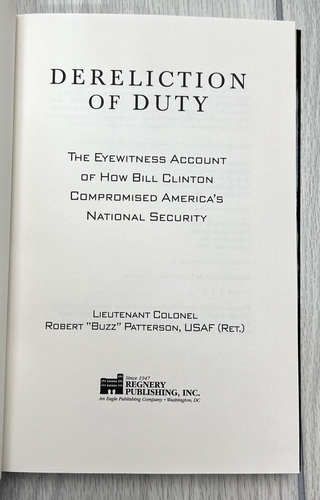 DERELICTION
OF DUTY
The Eyewitness Account
of How Bill Clinton
Compromised America's
National Security
Lieutenant Colonel
Robert "Buzz" Patterson, USAF (Ret.)
Since 1947
REGNERY
PUBLISHING, INC.
An Eagle Publishing Company • Washington, DC